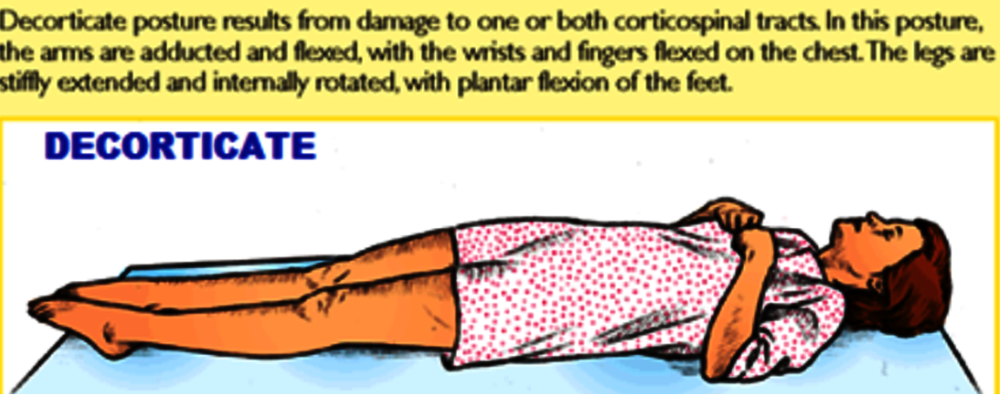 Decorticate posture results from damage to one or both corticospinal tracts. In this posture,
the arms are adducted and flexed, with the wrists and fingers flexed on the chest. The legs are
stiffly extended and internally rotated, with plantar flexion of the feet.
DECORTICATE